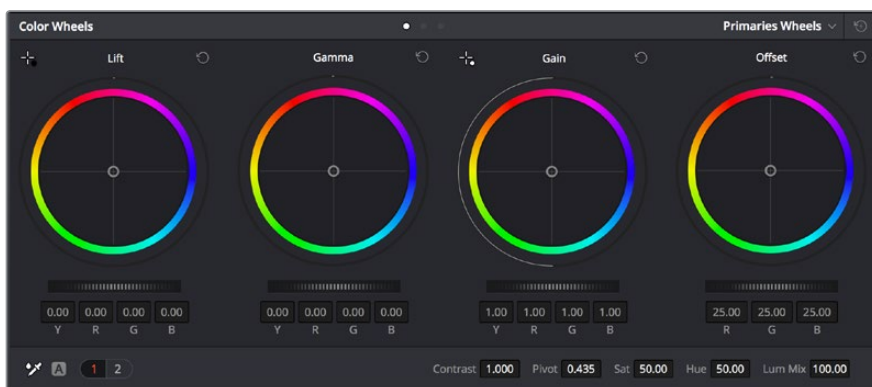 Color Wheels Primaries Wheels
Lift Gamma Gain Offset
0.00 0.00 0.00 0.00 0.00 0.00 0.00 0.00 1.00 1.00 1.00 1.00 25.00 25.00 25.00
Y R G B Y R G B Y R G B R G B
A 1 2 Contrast 1.000 Pivot 0.435 Sat 50.00 Hue 50.00 Lum Mix 100.00